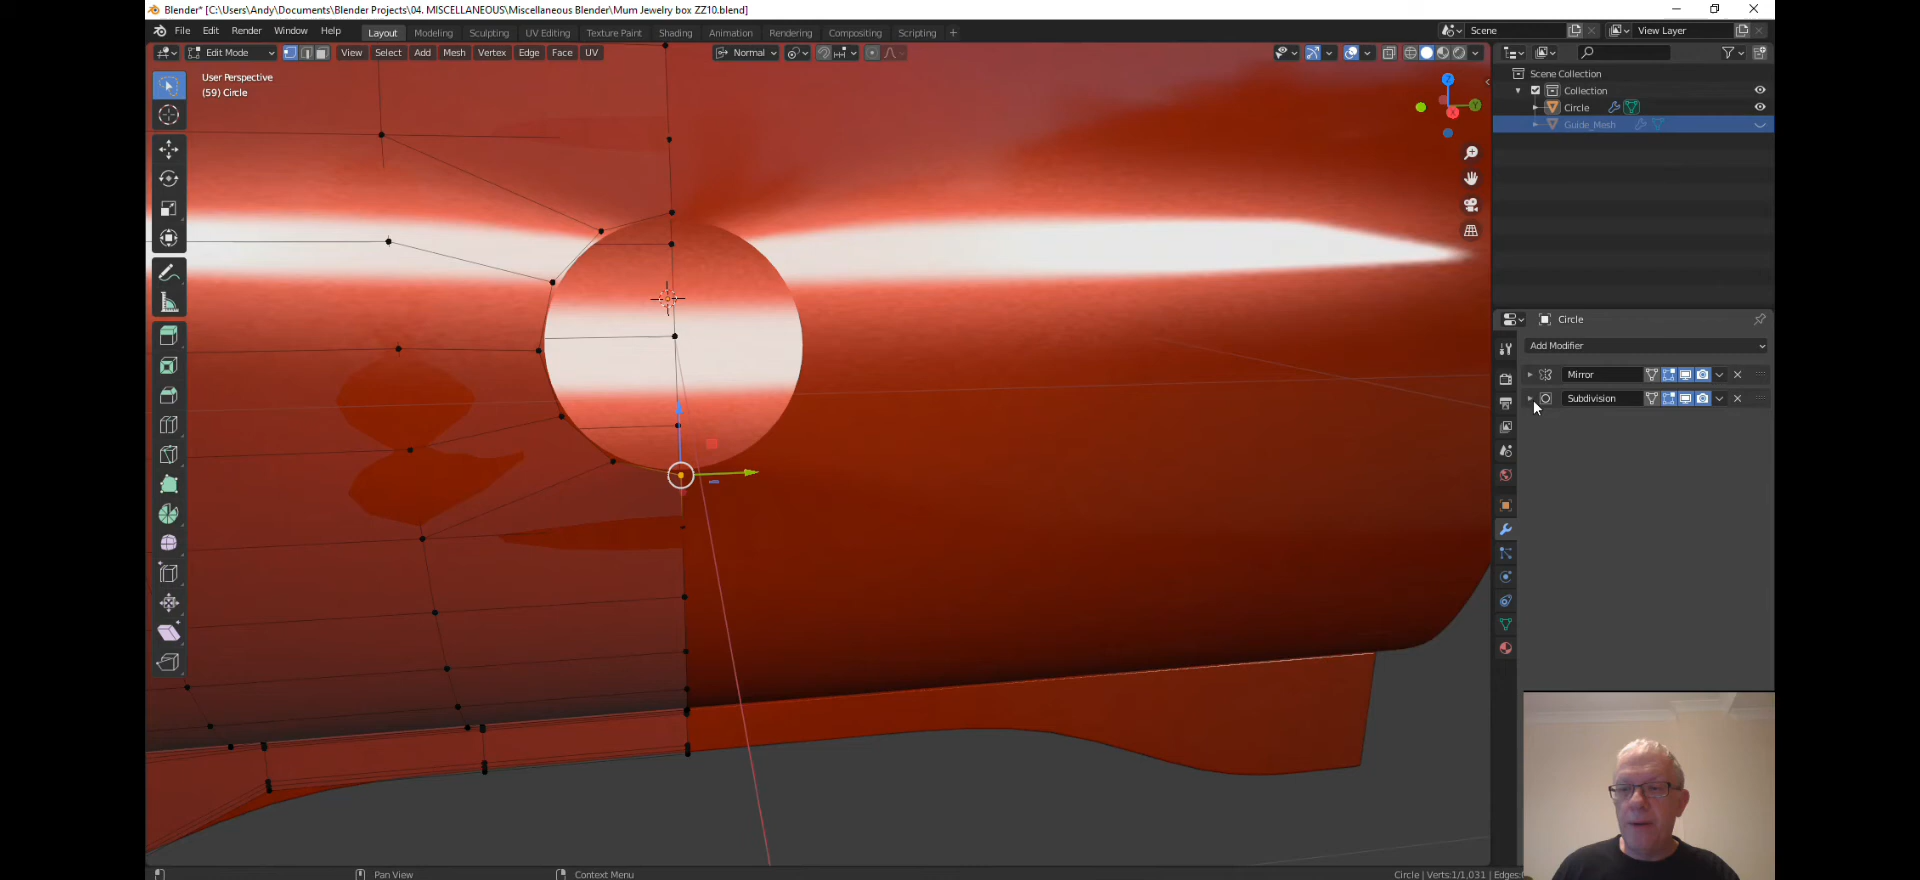 Blender* [C:\Users\Andy\Documents\Blender Projects\04. MISCELLANEOUS\Miscellaneous Blender\Mum Jewelry box ZZ10.blend]
File Edit Render Window Help Layout Modeling Sculpting UV Editing Texture Paint Shading Animation Rendering Compositing Scripting + Scene View Layer
Edit Mode View Select Add Mesh Vertex Edge Face UV Normal
User Perspective
(59) Circle
Z
Y
X
Scene Collection
Collection
Circle
Guide_Mesh
Circle
Add Modifier
Mirror
Subdivision
Pan View Context Menu Circle | Verts:1/1,031 | Edges: